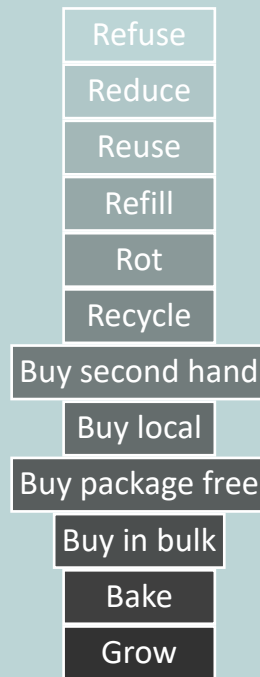 Refuse
Reduce
Reuse
Refill
Rot
Recycle
Buy second hand
Buy local
Buy package free
Buy in bulk
Bake
Grow